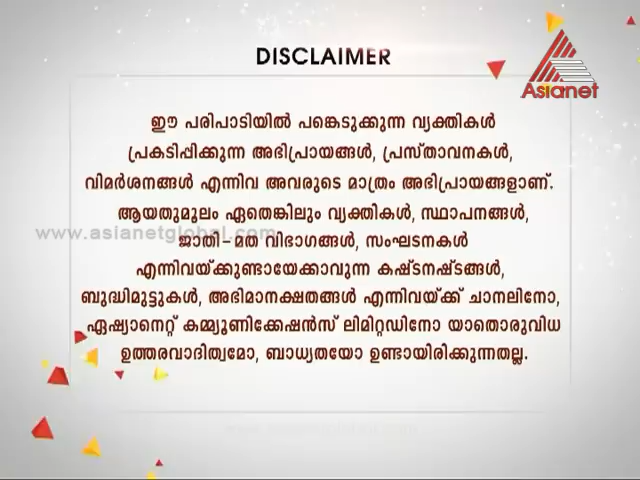 DISCLAIMER
Asianet
ഈ പരിപാടിയിൽ പങ്കെടുക്കുന്ന വ്യക്തികൾ
പ്രകടിപ്പിക്കുന്ന അഭിപ്രായങ്ങൾ, പ്രസ്താവനകൾ,
വിമർശനങ്ങൾ എന്നിവ അവരുടെ മാത്രം അഭിപ്രായങ്ങളാണ്.
ആയതുമൂലം ഏതെങ്കിലും വ്യക്തികൾ, സ്ഥാപനങ്ങൾ,
www.asianetglobal.com
ജാതി – മത വിഭാഗങ്ങൾ, സംഘടനകൾ
എന്നിവയ്ക്കുണ്ടായേക്കാവുന്ന കഷ്ടനഷ്ടങ്ങൾ,
ബുദ്ധിമുട്ടുകൾ, അഭിമാനക്ഷതങ്ങൾ എന്നിവയ്ക്ക് ചാനലിനോ,
ഏഷ്യാനെറ്റ് കമ്മ്യൂണിക്കേഷൻസ് ലിമിറ്റഡിനോ യാതൊരുവിധ
ഉത്തരവാദിത്വമോ, ബാധ്യതയോ ഉണ്ടായിരിക്കുന്നതല്ല.